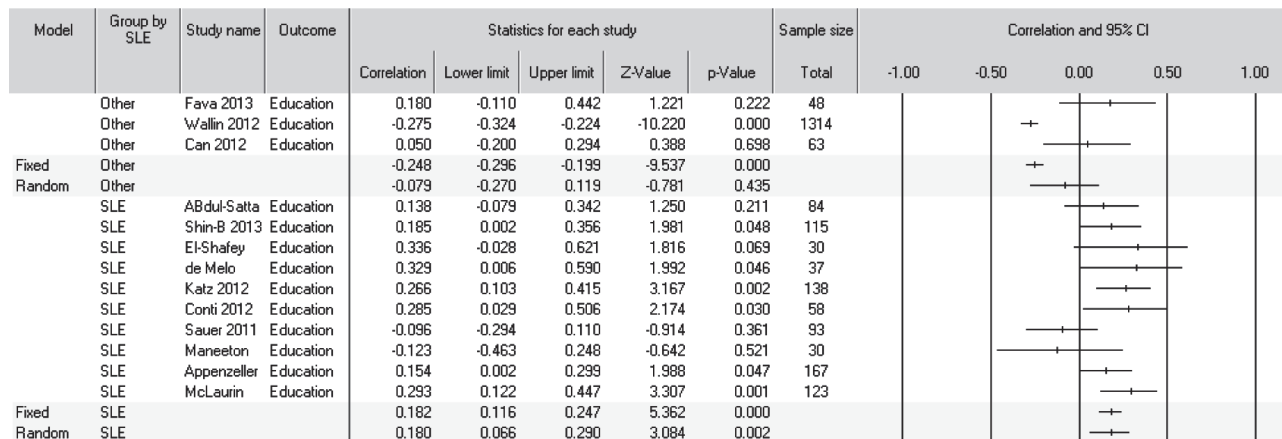 Model Group by SLE Study name Outcome Statistics for each study Sample size Correlation and 95% CI
Correlation Lower limit Upper limit Z-Value p-Value Total -1.00 -0.50 0.00 0.50 1.00
Other Fava 2013 Education 0.180 -0.110 0.442 1.221 0.222 48
Other Wallin 2012 Education -0.275 -0.324 -0.224 -10.220 0.000 1314
Other Can 2012 Education 0.050 -0.200 0.294 0.388 0.698 63
Fixed Other -0.248 -0.296 -0.199 -9.537 0.000
Random Other -0.079 -0.270 0.119 -0.781 0.435
SLE ABdul-Satta Education 0.138 -0.079 0.342 1.250 0.211 84
SLE Shin-B 2013 Education 0.185 0.002 0.356 1.981 0.048 115
SLE El-Shafey Education 0.336 -0.028 0.621 1.816 0.069 30
SLE de Melo Education 0.329 0.006 0.590 1.992 0.046 37
SLE Katz 2012 Education 0.266 0.103 0.415 3.167 0.002 138
SLE Conti 2012 Education 0.285 0.029 0.506 2.174 0.030 58
SLE Sauer 2011 Education -0.096 -0.294 0.110 -0.914 0.361 93
SLE Maneeton Education -0.123 -0.463 0.248 -0.642 0.521 30
SLE Appenzeller Education 0.154 0.002 0.299 1.988 0.047 167
SLE McLaurin Education 0.293 0.122 0.447 3.307 0.001 123
Fixed SLE 0.182 0.116 0.247 5.362 0.000
Random SLE 0.180 0.066 0.290 3.084 0.002